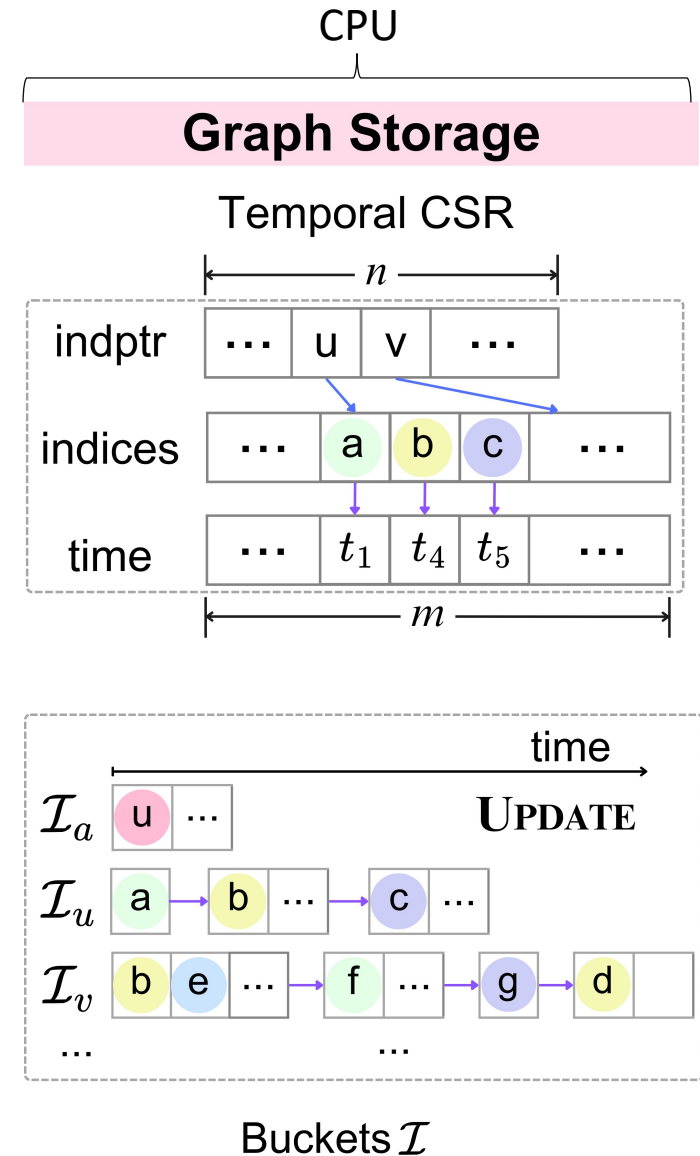 CPU
Graph Storage
Temporal CSR
n
indptr ... u v ...
indices ... a b c ...
time ... t₁ t₄ t₅ ...
m
time
UPDATE
ℐₐ u ...
ℐᵤ a b ... c ...
ℐᵥ b e ... f ... g d
... ...
Buckets ℐ